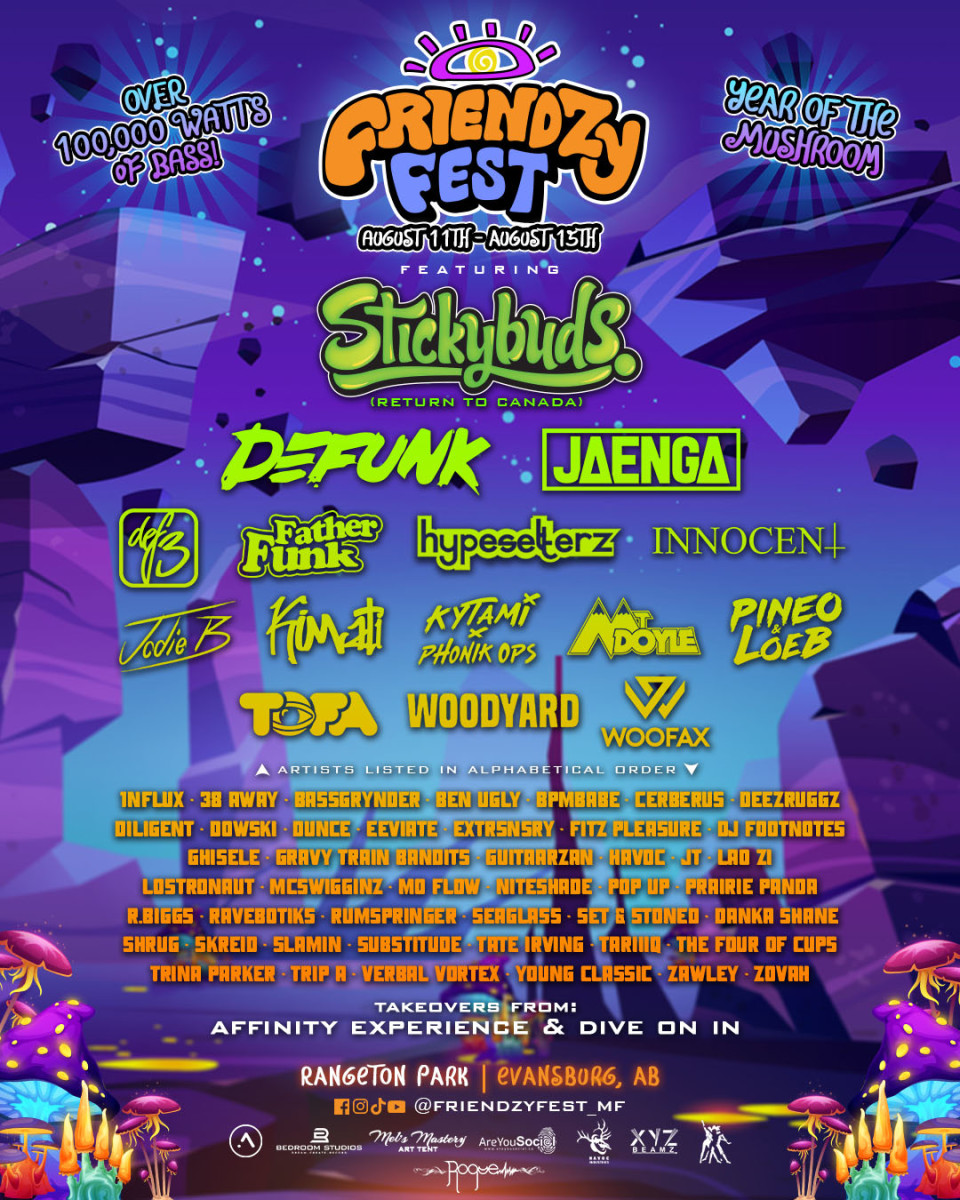 OVER
100,000 WATTS
OF BASS!
FRIENDZY
FEST
YEAR OF THE
MUSHROOM
AUGUST 11TH - AUGUST 13TH
FEATURING
Stickybuds.
(RETURN TO CANADA)
DEFUNK JAENGA
def3 Father Funk hypesetterz INNOCENT
Jodie B Kimati KYTAMI X PHONIK OPS MT DOYLE PINEO & LOEB
TOFA WOODYARD WOOFAX
ARTISTS LISTED IN ALPHABETICAL ORDER
1NFLUX · 38 AWAY · BASSGRYNDER · BEN UGLY · BPMBABE · CERBERUS · DEEZRUGGZ
DILIGENT · DOWSKI · DUNCE · EEVIATE · EXTRSNSRY · FITZ PLEASURE · DJ FOOTNOTES
GHISELE · GRAVY TRAIN BANDITS · GUITAARZAN · HAVOC · JT · LAO ZI
LOSTRONAUT · MCSWIGGINZ · MO FLOW · NITESHADE · POP UP · PRAIRIE PANDA
R.BIGGS · RAVEBOTIKS · RUMSPRINGER · SEAGLASS · SET & STONED · DANKA SHANE
SHRUG · SKREID · SLAMIN · SUBSTITUDE · TATE IRVING · TARIIIQ · THE FOUR OF CUPS
TRINA PARKER · TRIP A · VERBAL VORTEX · YOUNG CLASSIC · ZAWLEY · ZOVAH
TAKEOVERS FROM:
AFFINITY EXPERIENCE & DIVE ON IN
RANGETON PARK | EVANSBURG, AB
@FRIENDZYFEST_MF
BEDROOM STUDIOS
Mel's Mastery
ART TENT
AreYouSocial
XYZ
BEAMZ
Rogue